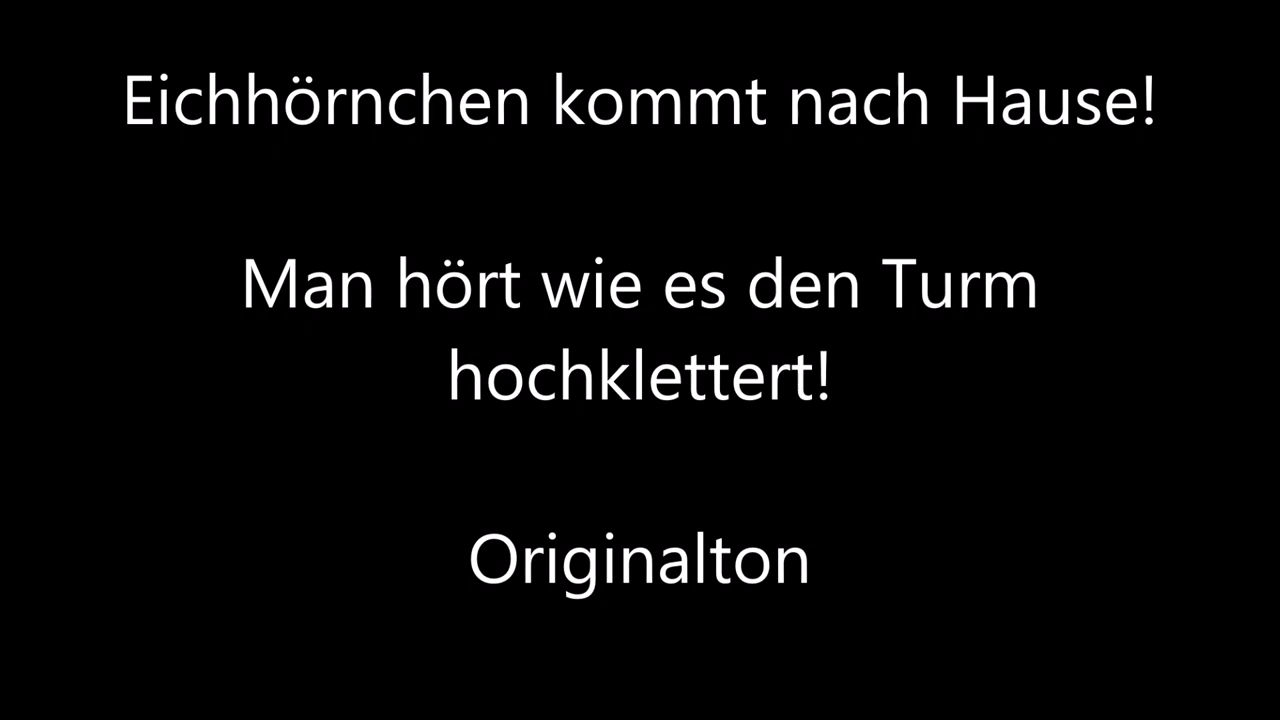 Eichhörnchen kommt nach Hause!
Man hört wie es den Turm
hochklettert!
Originalton